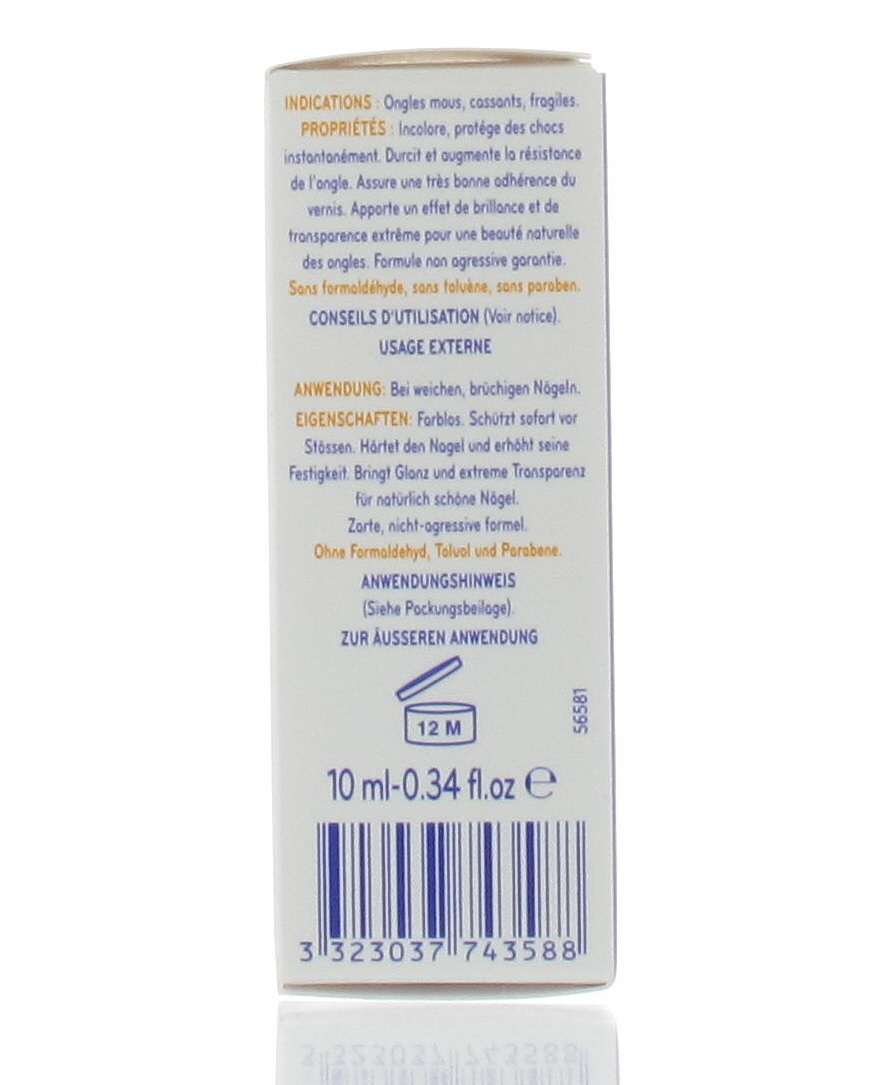 INDICATIONS : Ongles mous, cassants, fragiles.
PROPRIÉTÉS : Incolore, protége des chocs
instantanément. Durcit et augmente la résistance
de l'ongle. Assure une très bonne adhérence du
vernis. Apporte un effet de brillance et de
transparence extrême pour une beauté naturelle
des ongles. Formule non agressive garantie.
Sans formaldéhyde, sans toluène, sans paraben.
CONSEILS D'UTILISATION (Voir notice).
USAGE EXTERNE
ANWENDUNG: Bei weichen, brüchigen Nägeln.
EIGENSCHAFTEN: Farblos. Schützt sofort vor
Stössen. Härtet den Nagel und erhöht seine
Festigkeit. Bringt Glanz und extreme Transparenz
für natürlich schöne Nägel.
Zarte, nicht-agressive formel.
Ohne Formaldehyd, Toluol und Parabene.
ANWENDUNGSHINWEIS
(Siehe Packungsbeilage).
ZUR ÄUSSEREN ANWENDUNG
12 M
56581
10 ml-0.34 fl.oz ℮
3 323037 743588